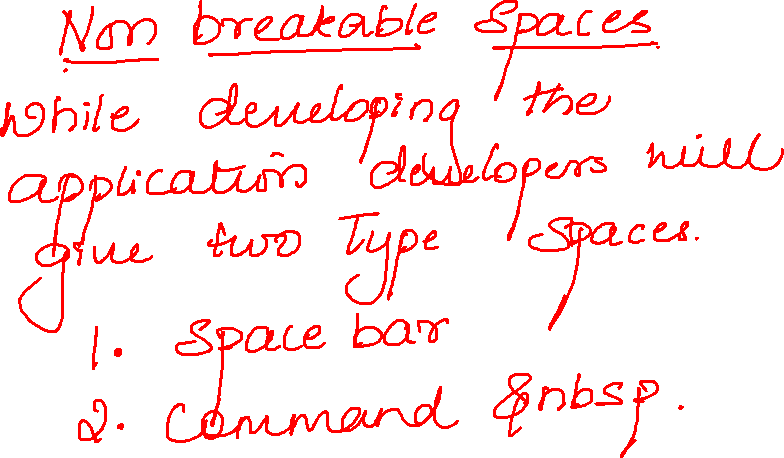 Non breakable Spaces
While developing the
application developers will
give two Type Spaces.
1. Space bar
2. Command &nbsp.